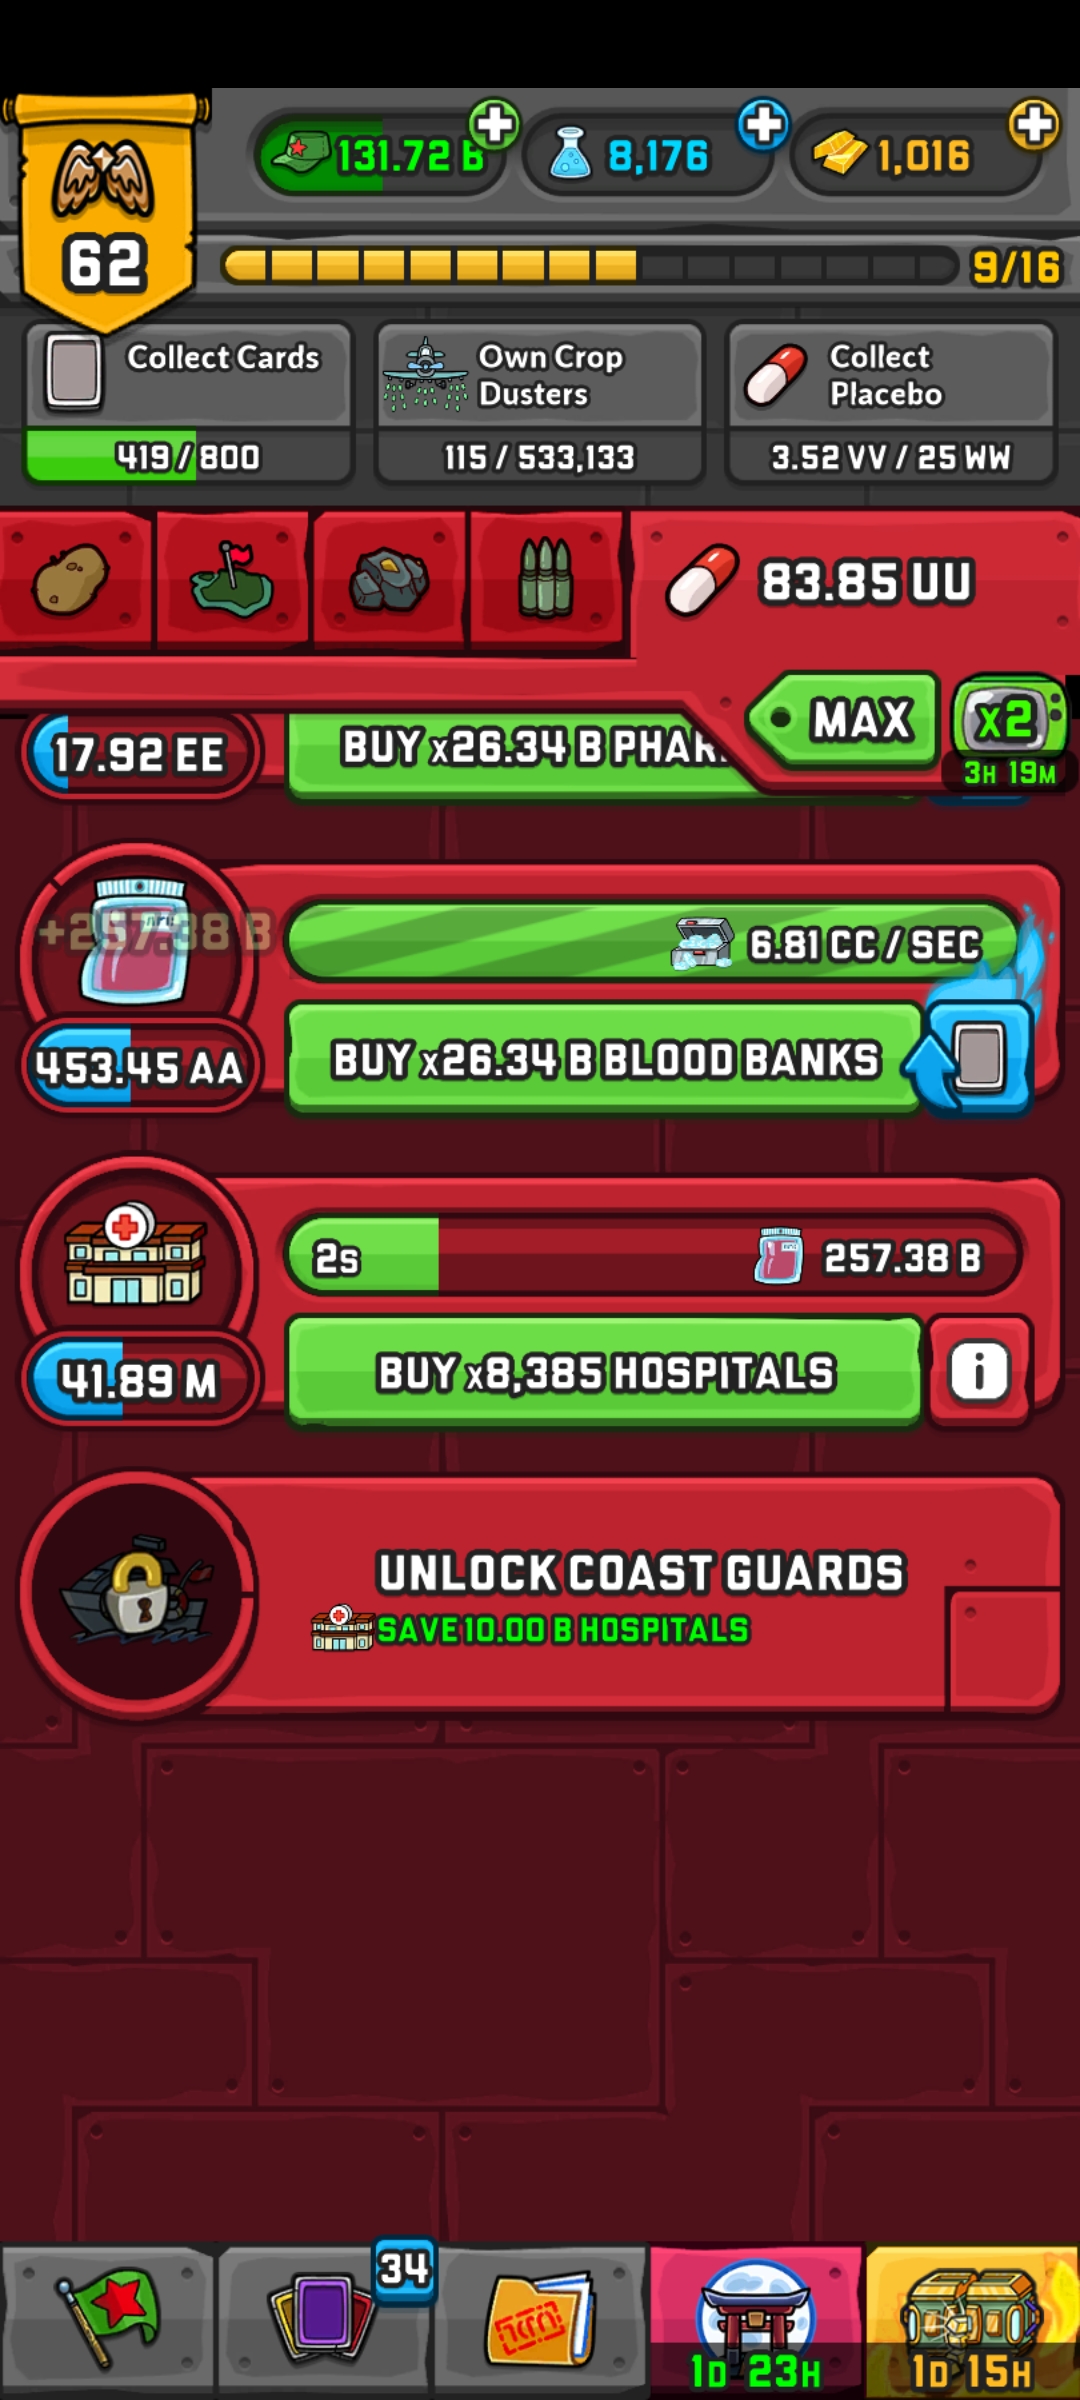 131.72 B
8,176
1,016
62
9/16
Collect Cards
419 / 800
Own Crop
Dusters
115 / 533,133
Collect
Placebo
3.52 VV / 25 WW
83.85 UU
MAX
x2
3H 19M
17.92 EE
BUY x26.34 B PHAR
+257.38 B
6.81 CC / SEC
453.45 AA
BUY x26.34 B BLOOD BANKS
2s
257.38 B
41.89 M
BUY x8,385 HOSPITALS
i
UNLOCK COAST GUARDS
SAVE 10.00 B HOSPITALS
34
1D 23H
1D 15H